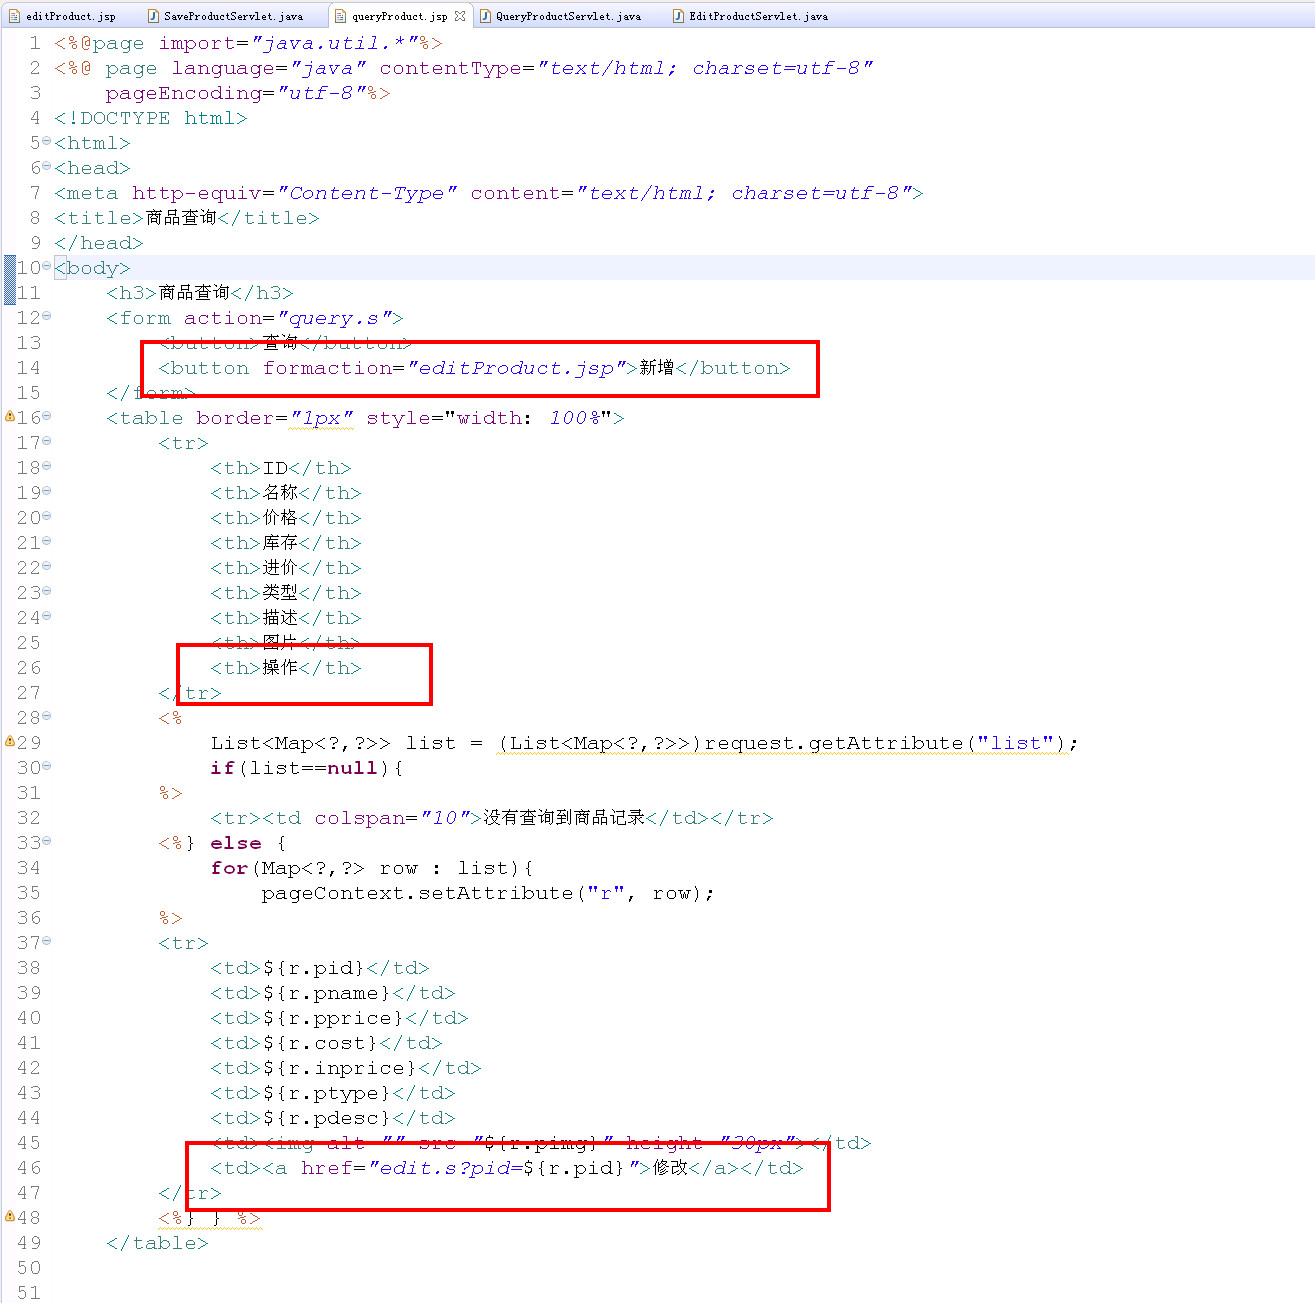 editProduct.jsp SaveProductServlet.java queryProduct.jsp QueryProductServlet.java EditProductServlet.java
1 <%@page import="java.util.*"%>
2 <%@ page language="java" contentType="text/html; charset=utf-8"
3     pageEncoding="utf-8"%>
4 <!DOCTYPE html>
5 <html>
6 <head>
7 <meta http-equiv="Content-Type" content="text/html; charset=utf-8">
8 <title>商品查询</title>
9 </head>
10 <body>
11     <h3>商品查询</h3>
12     <form action="query.s">
13         <button>查询</button>
14         <button formaction="editProduct.jsp">新增</button>
15     </form>
16     <table border="1px" style="width: 100%">
17         <tr>
18             <th>ID</th>
19             <th>名称</th>
20             <th>价格</th>
21             <th>库存</th>
22             <th>进价</th>
23             <th>类型</th>
24             <th>描述</th>
25             <th>图片</th>
26             <th>操作</th>
27         </tr>
28         <%
29             List<Map<?,?>> list = (List<Map<?,?>>)request.getAttribute("list");
30             if(list==null){
31         %>
32             <tr><td colspan="10">没有查询到商品记录</td></tr>
33         <%} else {
34             for(Map<?,?> row : list){
35                 pageContext.setAttribute("r", row);
36         %>
37         <tr>
38             <td>${r.pid}</td>
39             <td>${r.pname}</td>
40             <td>${r.pprice}</td>
41             <td>${r.cost}</td>
42             <td>${r.inprice}</td>
43             <td>${r.ptype}</td>
44             <td>${r.pdesc}</td>
45             <td><img alt="" src="${r.pimg}" height="30px"></td>
46             <td><a href="edit.s?pid=${r.pid}">修改</a></td>
47         </tr>
48         <%} } %>
49     </table>
50
51